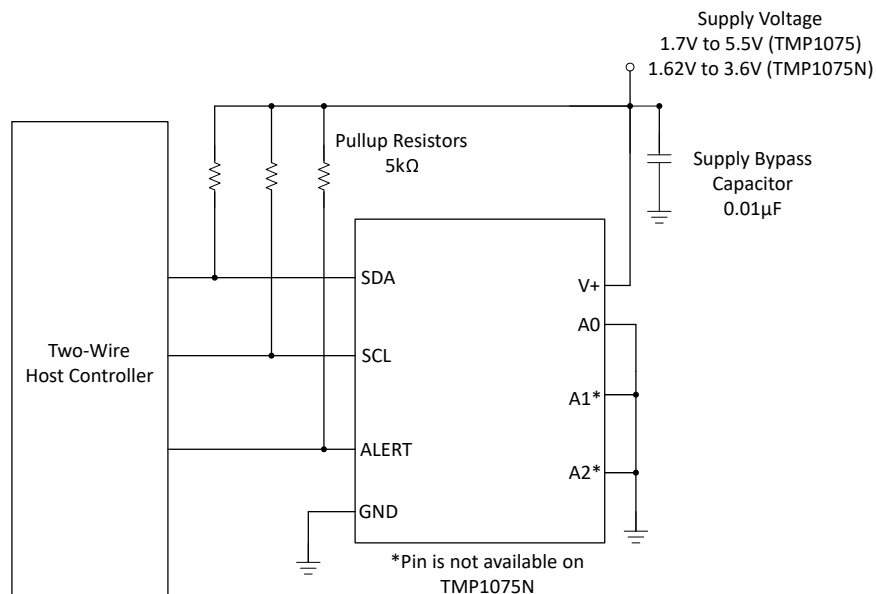 Supply Voltage
1.7V to 5.5V (TMP1075)
1.62V to 3.6V (TMP1075N)
Pullup Resistors
5kΩ
Supply Bypass
Capacitor
0.01µF
Two-Wire
Host Controller
SDA
SCL
ALERT
GND
V+
A0
A1*
A2*
*Pin is not available on
TMP1075N